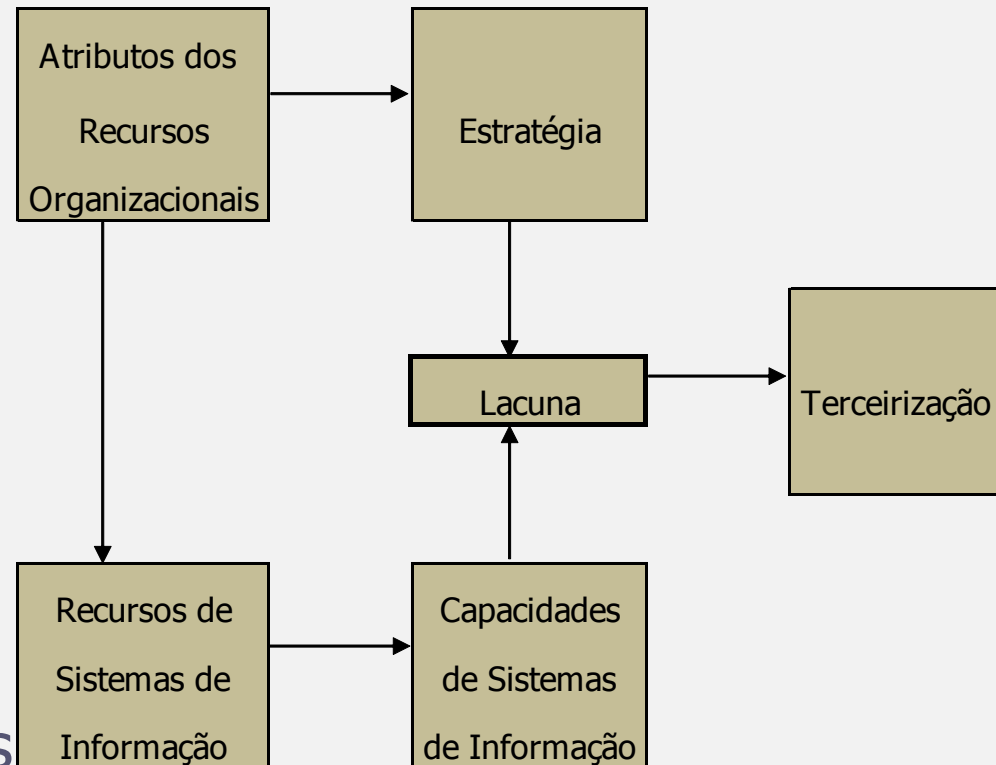 Atributos dos
Recursos
Organizacionais
Estratégia
Lacuna
Terceirização
Recursos de
Sistemas de
Informação
Capacidades
de Sistemas
de Informação
s